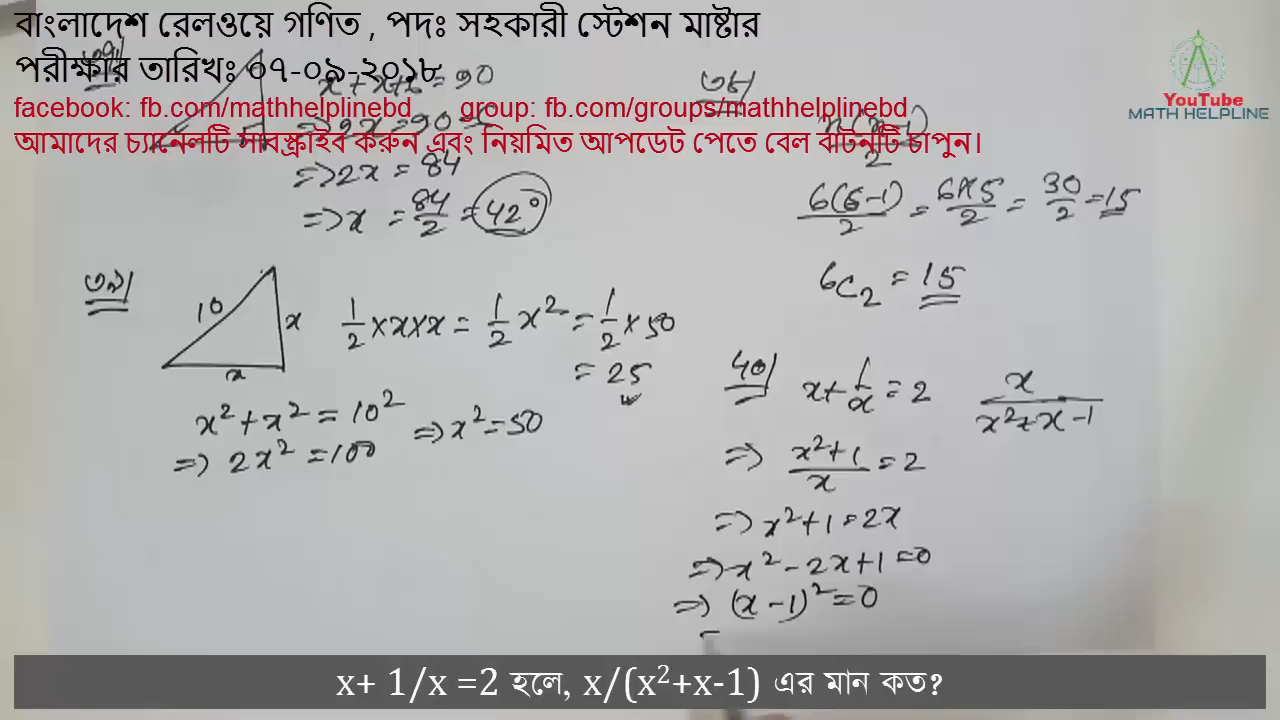 বাংলাদেশ রেলওয়ে গণিত , পদঃ সহকারী স্টেশন মাষ্টার
পরীক্ষার তারিখঃ ০৭-০৯-২০১৮
facebook: fb.com/mathhelplinebd group: fb.com/groups/mathhelplinebd
আমাদের চ্যানেলটি সাবস্ক্রাইব করুন এবং নিয়মিত আপডেট পেতে বেল বাটনটি চাপুন।
YouTube
MATH HELPLINE
=> 2x = 84
=> x = 84/2 = 42°
৩৮|
6(6-1)/2 = 6×5/2 = 30/2 = 15
6C₂ = 15
৩৯|
10
x
x
1/2 × x × x = 1/2 x² = 1/2 × 50
= 25
x² + x² = 10²
=> 2x² = 100
=> x² = 50
40|
x + 1/x = 2
x/(x²+x-1)
=> (x²+1)/x = 2
=> x²+1 = 2x
=> x² - 2x + 1 = 0
=> (x - 1)² = 0
x+ 1/x =2 হলে, x/(x²+x-1) এর মান কত?